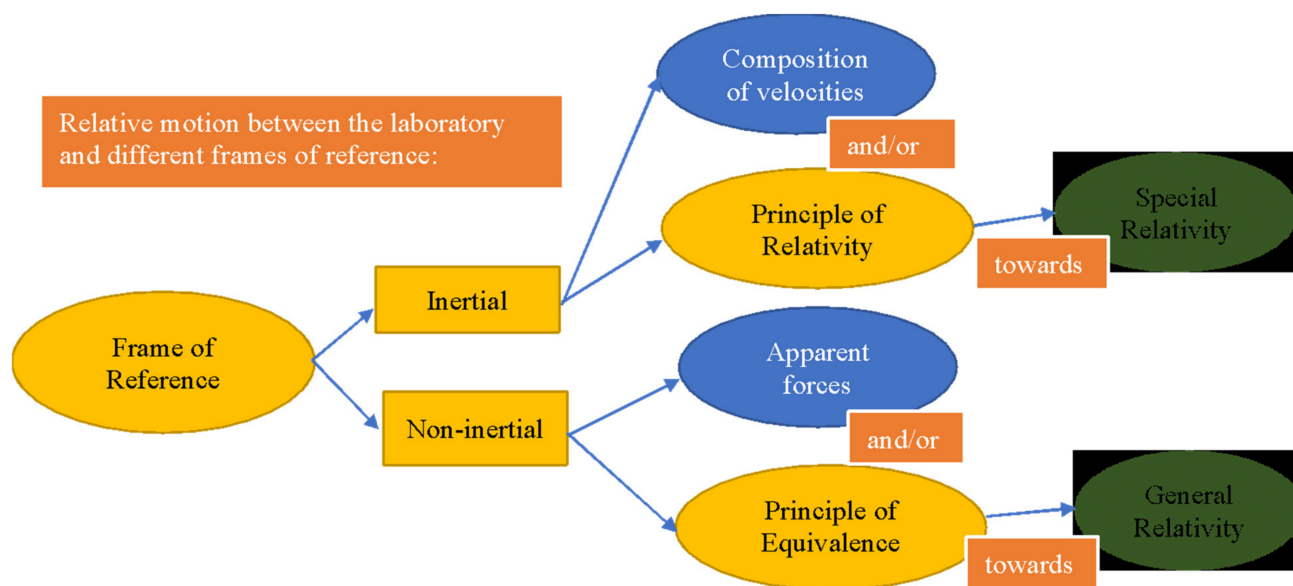 Composition
of velocities
Relative motion between the laboratory
and different frames of reference:
and/or
Principle of
Relativity
Special
Relativity
towards
Inertial
Frame of
Reference
Apparent
forces
Non-inertial
and/or
Principle of
Equivalence
General
Relativity
towards